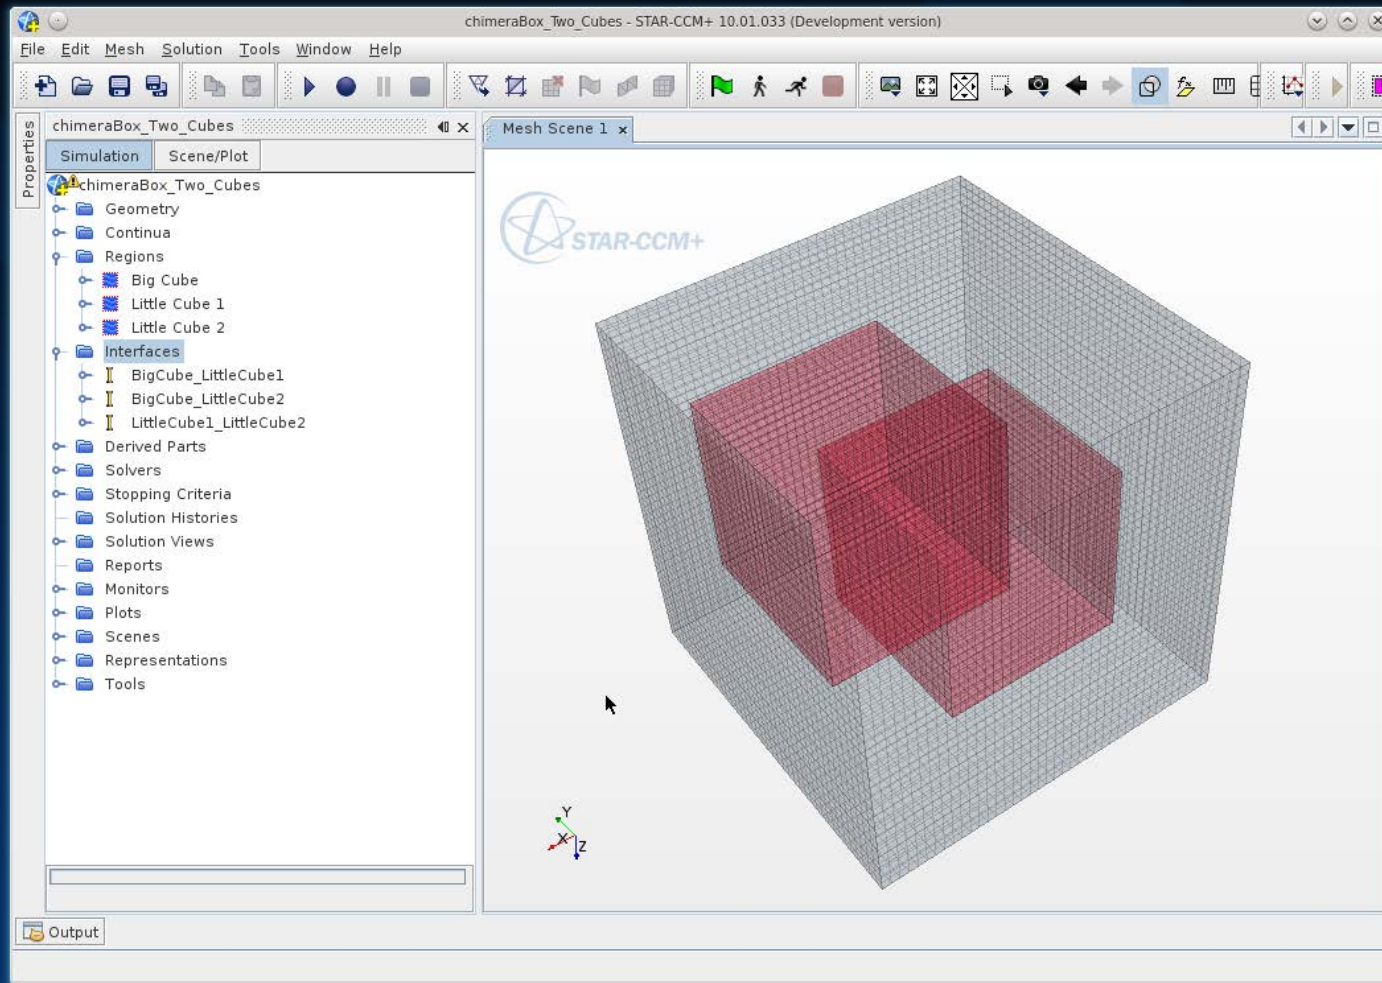 chimeraBox_Two_Cubes - STAR-CCM+ 10.01.033 (Development version)
File Edit Mesh Solution Tools Window Help
Properties
chimeraBox_Two_Cubes
Mesh Scene 1
Simulation Scene/Plot
chimeraBox_Two_Cubes
Geometry
Continua
Regions
Big Cube
Little Cube 1
Little Cube 2
Interfaces
BigCube_LittleCube1
BigCube_LittleCube2
LittleCube1_LittleCube2
Derived Parts
Solvers
Stopping Criteria
Solution Histories
Solution Views
Reports
Monitors
Plots
Scenes
Representations
Tools
STAR-CCM+
Y
X
Z
Output